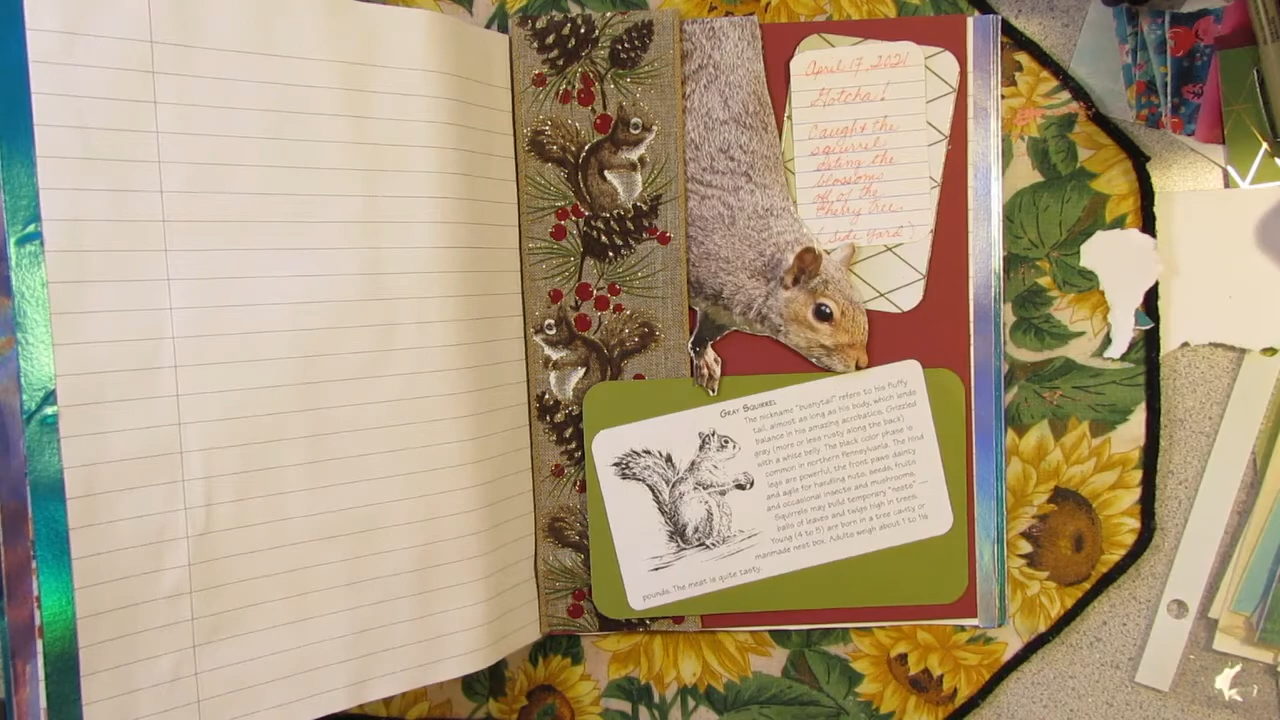 April 17, 2021
Gotcha!
Caught the
squirrel
eating the
blossoms
off of the
Cherry Tree.
(Side Yard)
GRAY SQUIRREL
The nickname "bushytail" refers to his fluffy
tail, almost as long as his body, which lends
balance in his amazing acrobatics. (Grizzled
gray (more or less rusty along the back)
with a white belly. The black color phase is
common in northern Pennsylvania. The hind
legs are powerful, the front paws dainty
and agile for handling nuts, seeds, fruits
and occasional insects and mushrooms.
Squirrels may build temporary "nests" —
balls of leaves and twigs high in trees.
Young (4 to 5) are born in a tree cavity or
manmade nest box. Adults weigh about 1 to 1½
pounds. The meat is quite tasty.